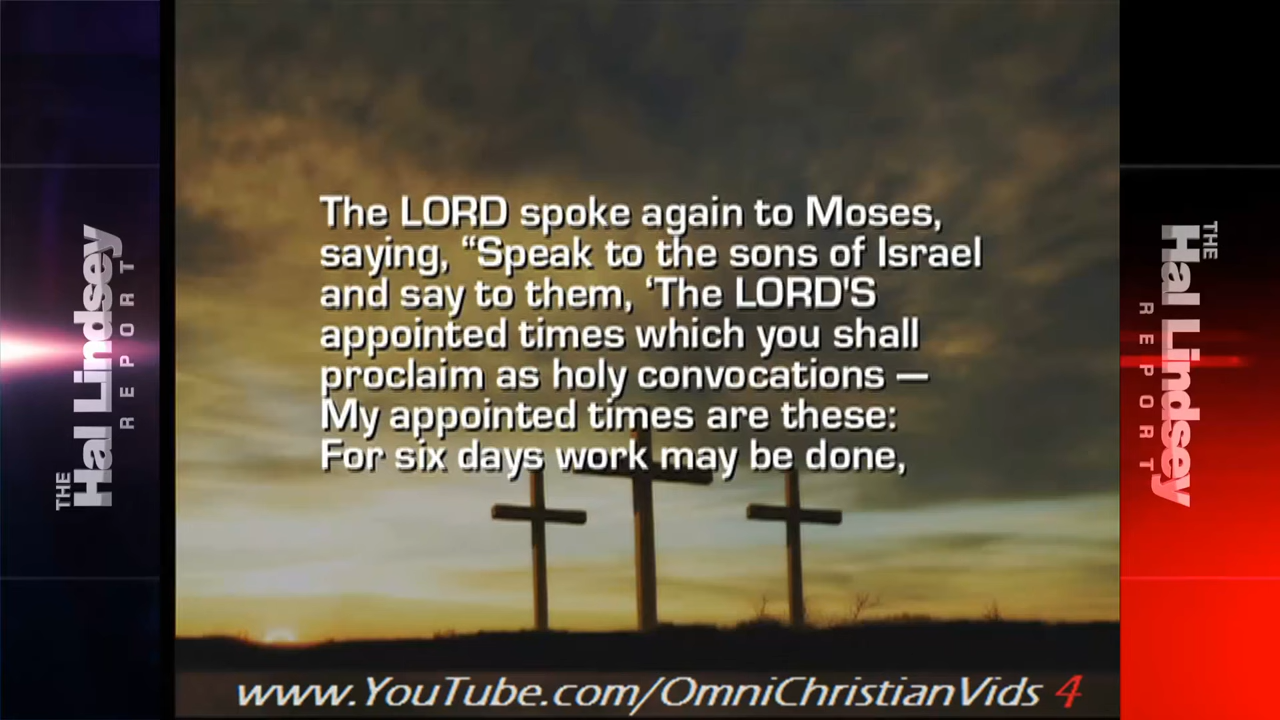 The LORD spoke again to Moses,
saying, “Speak to the sons of Israel
and say to them, ‘The LORD'S
appointed times which you shall
proclaim as holy convocations —
My appointed times are these:
For six days work may be done,
www.YouTube.com/OmniChristianVids 4
THE
Hal Lindsey
REPORT
THE
Hal Lindsey
REPORT